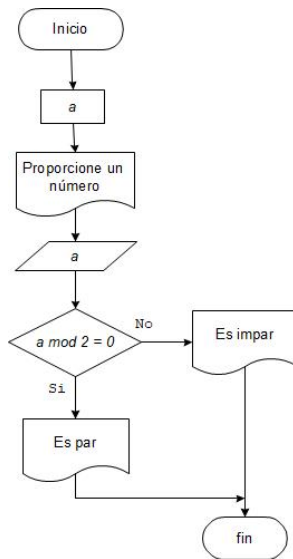 Inicio
a
Proporcione un
número
a
a mod 2 = 0
No
Es impar
Si
Es par
fin